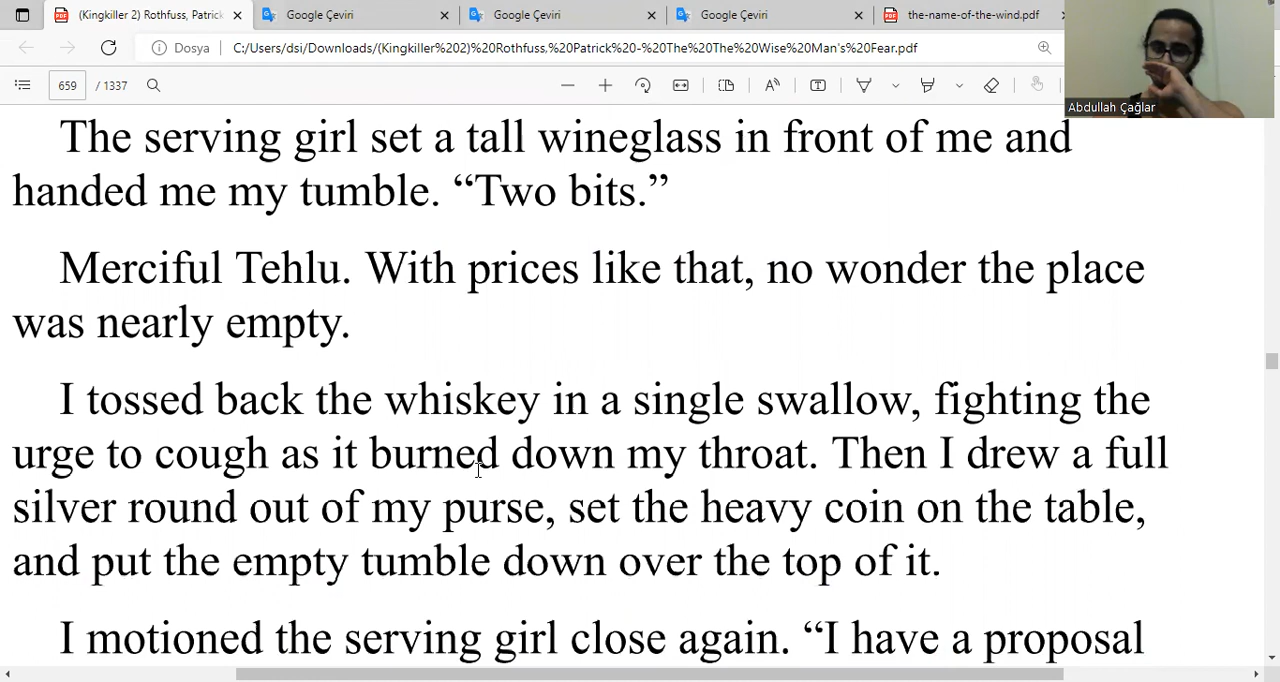 (Kingkiller 2) Rothfuss, Patrick
Google Çeviri
Google Çeviri
Google Çeviri
the-name-of-the-wind.pdf
Dosya
C:/Users/dsi/Downloads/(Kingkiller%202)%20Rothfuss,%20Patrick%20-%20The%20The%20Wise%20Man's%20Fear.pdf
659 / 1337
Abdullah Çağlar
The serving girl set a tall wineglass in front of me and
handed me my tumble. “Two bits.”
Merciful Tehlu. With prices like that, no wonder the place
was nearly empty.
I tossed back the whiskey in a single swallow, fighting the
urge to cough as it burned down my throat. Then I drew a full
silver round out of my purse, set the heavy coin on the table,
and put the empty tumble down over the top of it.
I motioned the serving girl close again. “I have a proposal